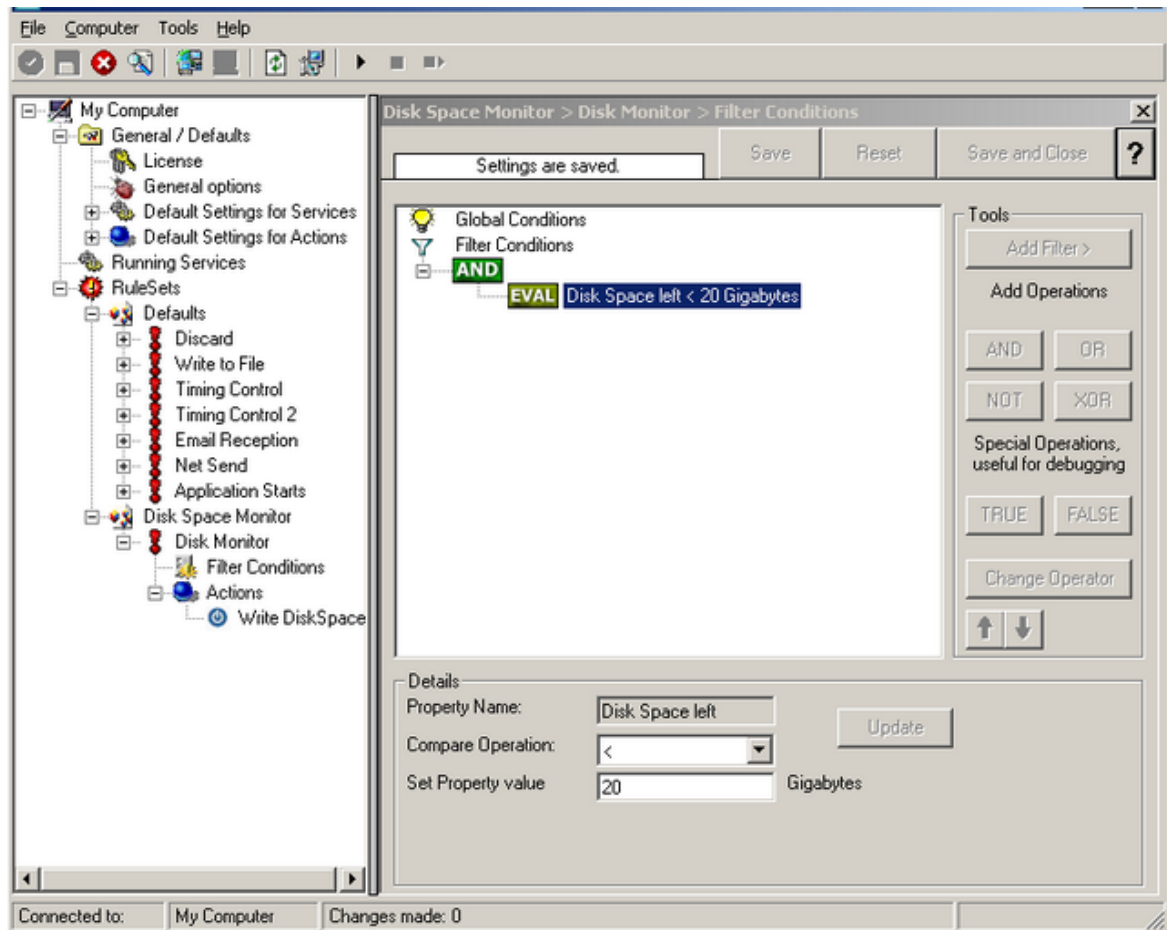 File Computer Tools Help
My Computer
General / Defaults
License
General options
Default Settings for Services
Default Settings for Actions
Running Services
RuleSets
Defaults
Discard
Write to File
Timing Control
Timing Control 2
Email Reception
Net Send
Application Starts
Disk Space Monitor
Disk Monitor
Filter Conditions
Actions
Write DiskSpace
Disk Space Monitor > Disk Monitor > Filter Conditions
Settings are saved.
Save
Reset
Save and Close
?
Global Conditions
Filter Conditions
AND
EVAL Disk Space left < 20 Gigabytes
Tools
Add Filter >
Add Operations
AND OR
NOT XOR
Special Operations,
useful for debugging
TRUE FALSE
Change Operator
Details
Property Name: Disk Space left
Update
Compare Operation: <
Set Property value 20 Gigabytes
Connected to: My Computer Changes made: 0